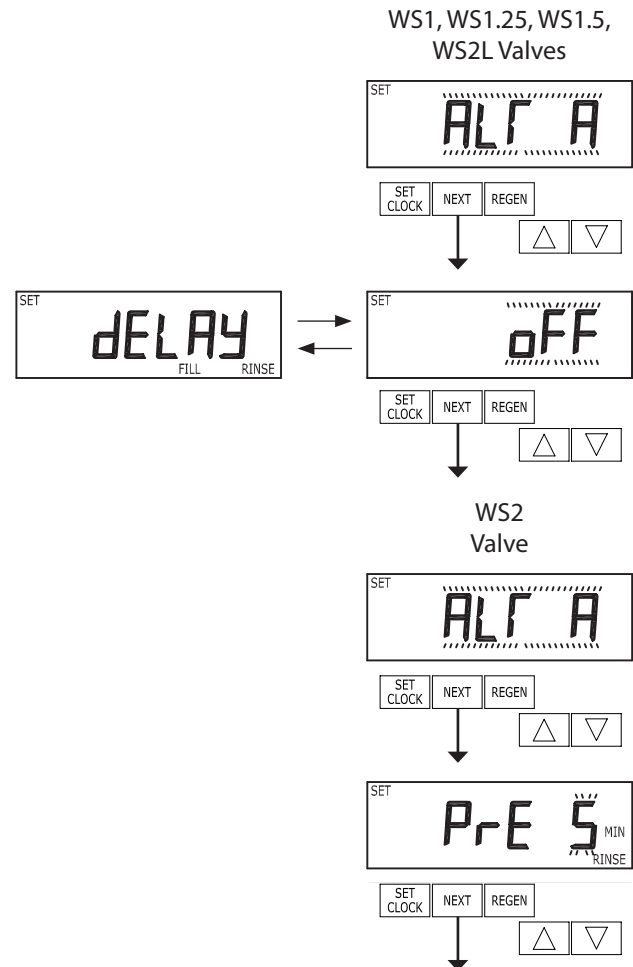 WS1, WS1.25, WS1.5,
WS2L Valves
SET
ALT A
SET CLOCK NEXT REGEN
SET
dELAY
FILL RINSE
SET
oFF
SET CLOCK NEXT REGEN
WS2
Valve
SET
ALT A
SET CLOCK NEXT REGEN
SET
PrE 5 MIN
RINSE
SET CLOCK NEXT REGEN